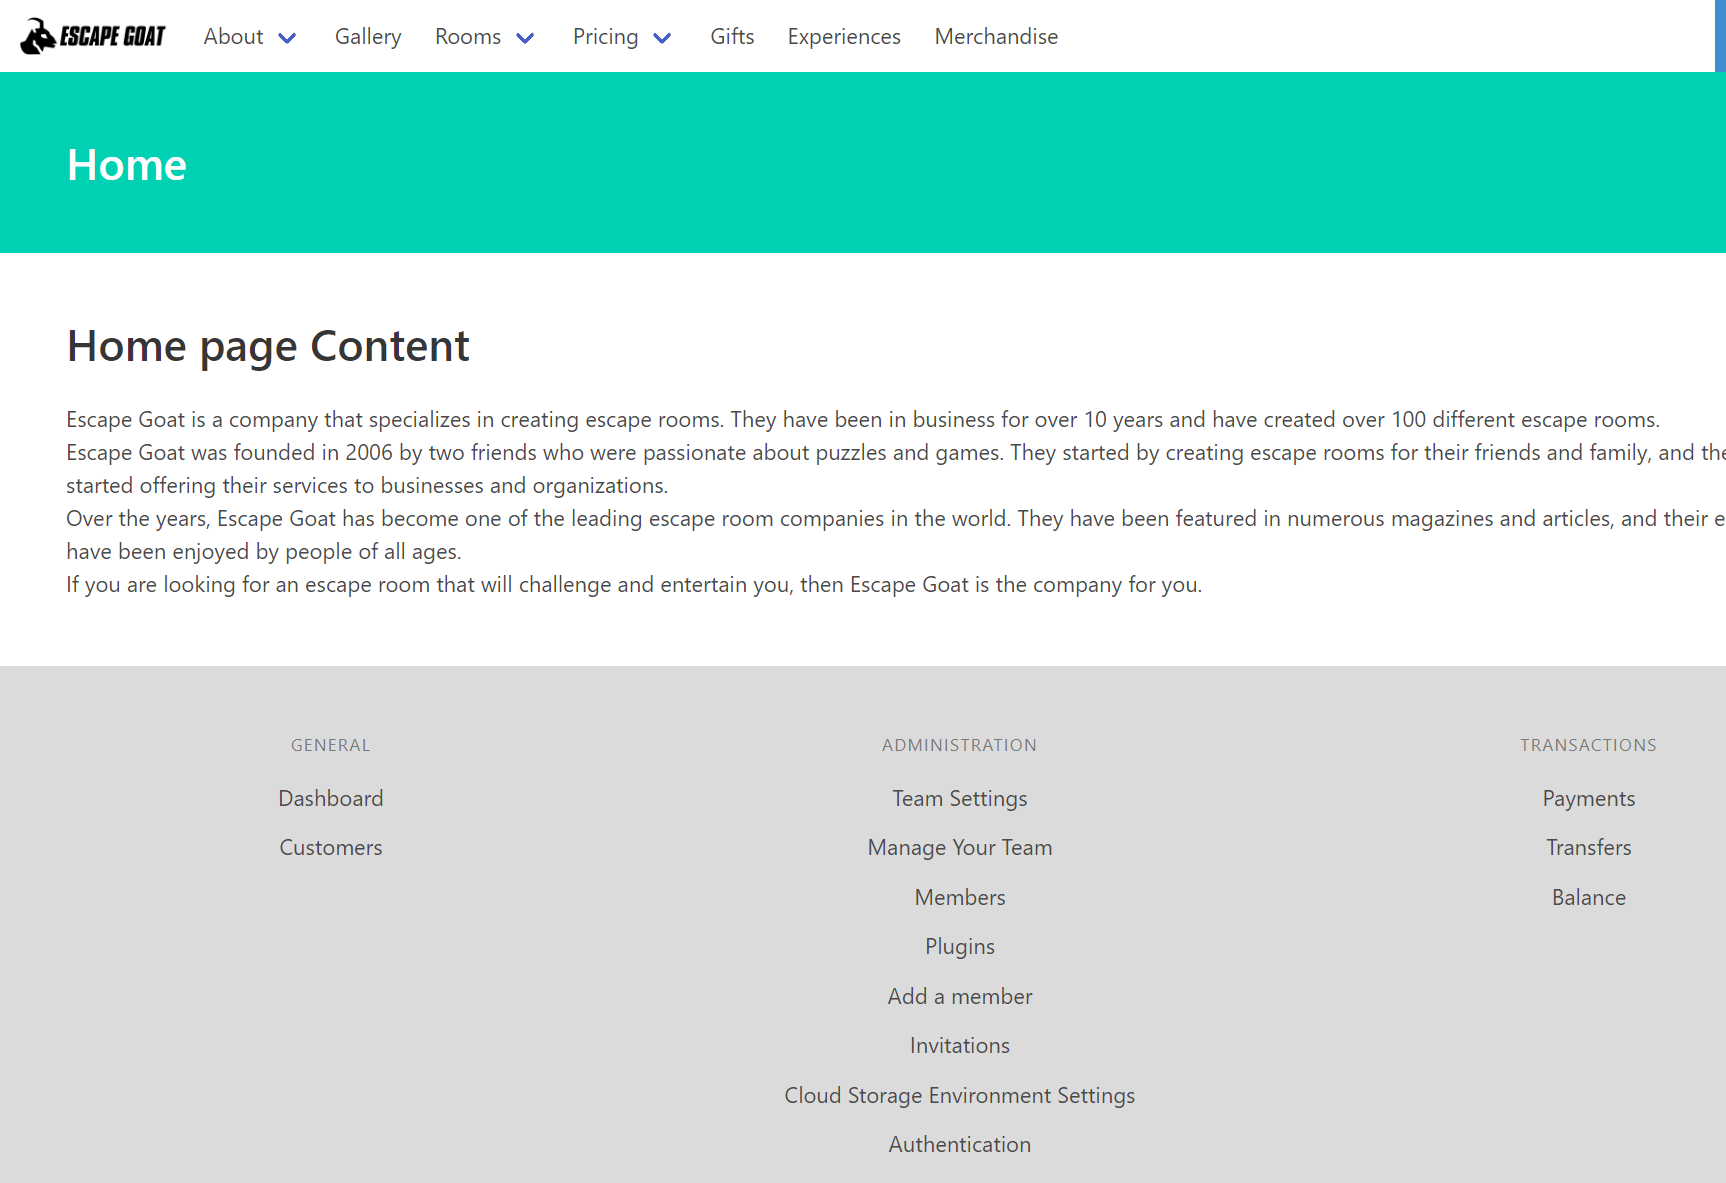 ESCAPE GOAT About Gallery Rooms Pricing Gifts Experiences Merchandise
Home
Home page Content
Escape Goat is a company that specializes in creating escape rooms. They have been in business for over 10 years and have created over 100 different escape rooms.
Escape Goat was founded in 2006 by two friends who were passionate about puzzles and games. They started by creating escape rooms for their friends and family, and
started offering their services to businesses and organizations.
Over the years, Escape Goat has become one of the leading escape room companies in the world. They have been featured in numerous magazines and articles, and their
have been enjoyed by people of all ages.
If you are looking for an escape room that will challenge and entertain you, then Escape Goat is the company for you.
GENERAL
Dashboard
Customers
ADMINISTRATION
Team Settings
Manage Your Team
Members
Plugins
Add a member
Invitations
Cloud Storage Environment Settings
Authentication
TRANSACTIONS
Payments
Transfers
Balance